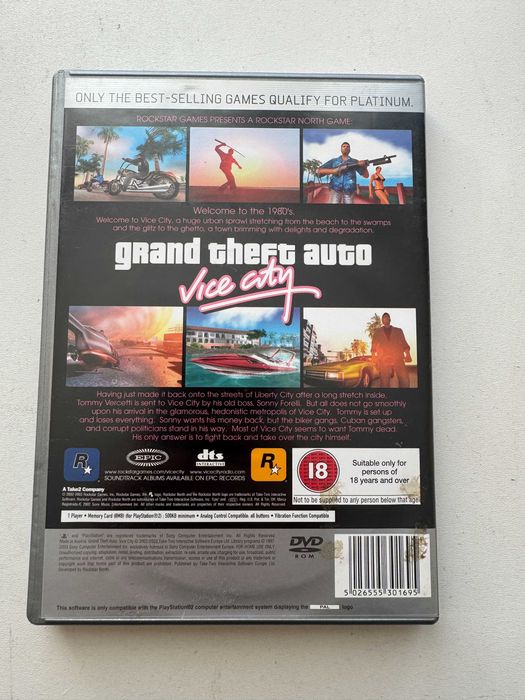 ONLY THE BEST-SELLING GAMES QUALIFY FOR PLATINUM.
ROCKSTAR GAMES PRESENTS A ROCKSTAR NORTH GAME:
Welcome to the 1980's.
Welcome to Vice City, a huge urban sprawl stretching from the beach to the swamps
and the glitz to the ghetto, a town brimming with delights and degradation.
grand theft auto
Vice City
Having just made it back onto the streets of Liberty City after a long stretch inside,
Tommy Vercetti is sent to Vice City by his old boss, Sonny Forelli. But all does not go smoothly
upon his arrival in the glamorous, hedonistic metropolis of Vice City. Tommy is set up
and loses everything. Sonny wants his money back, but the biker gangs, Cuban gangsters,
and corrupt politicians stand in his way. Most of Vice City seems to want Tommy dead.
His only answer is to fight back and take over the city himself.
R
EPIC
dts
INTERACTIVE
R
www.rockstargames.com/vicecity
www.vicecityradio.com
SOUNDTRACK ALBUMS AVAILABLE ON EPIC RECORDS
A Take2 Company
18
Suitable only for
persons of
18 years and over
Not to be supplied to any person below that age
1 Player • Memory Card (8MB) (for PlayStation®2) : 500KB minimum • Analog Control Compatible: all buttons • Vibration Function Compatible
Developed by Rockstar North.
DVD
ROM
5 026555 301695
This software is only compatible with the PlayStation®2 computer entertainment system displaying the PAL logo